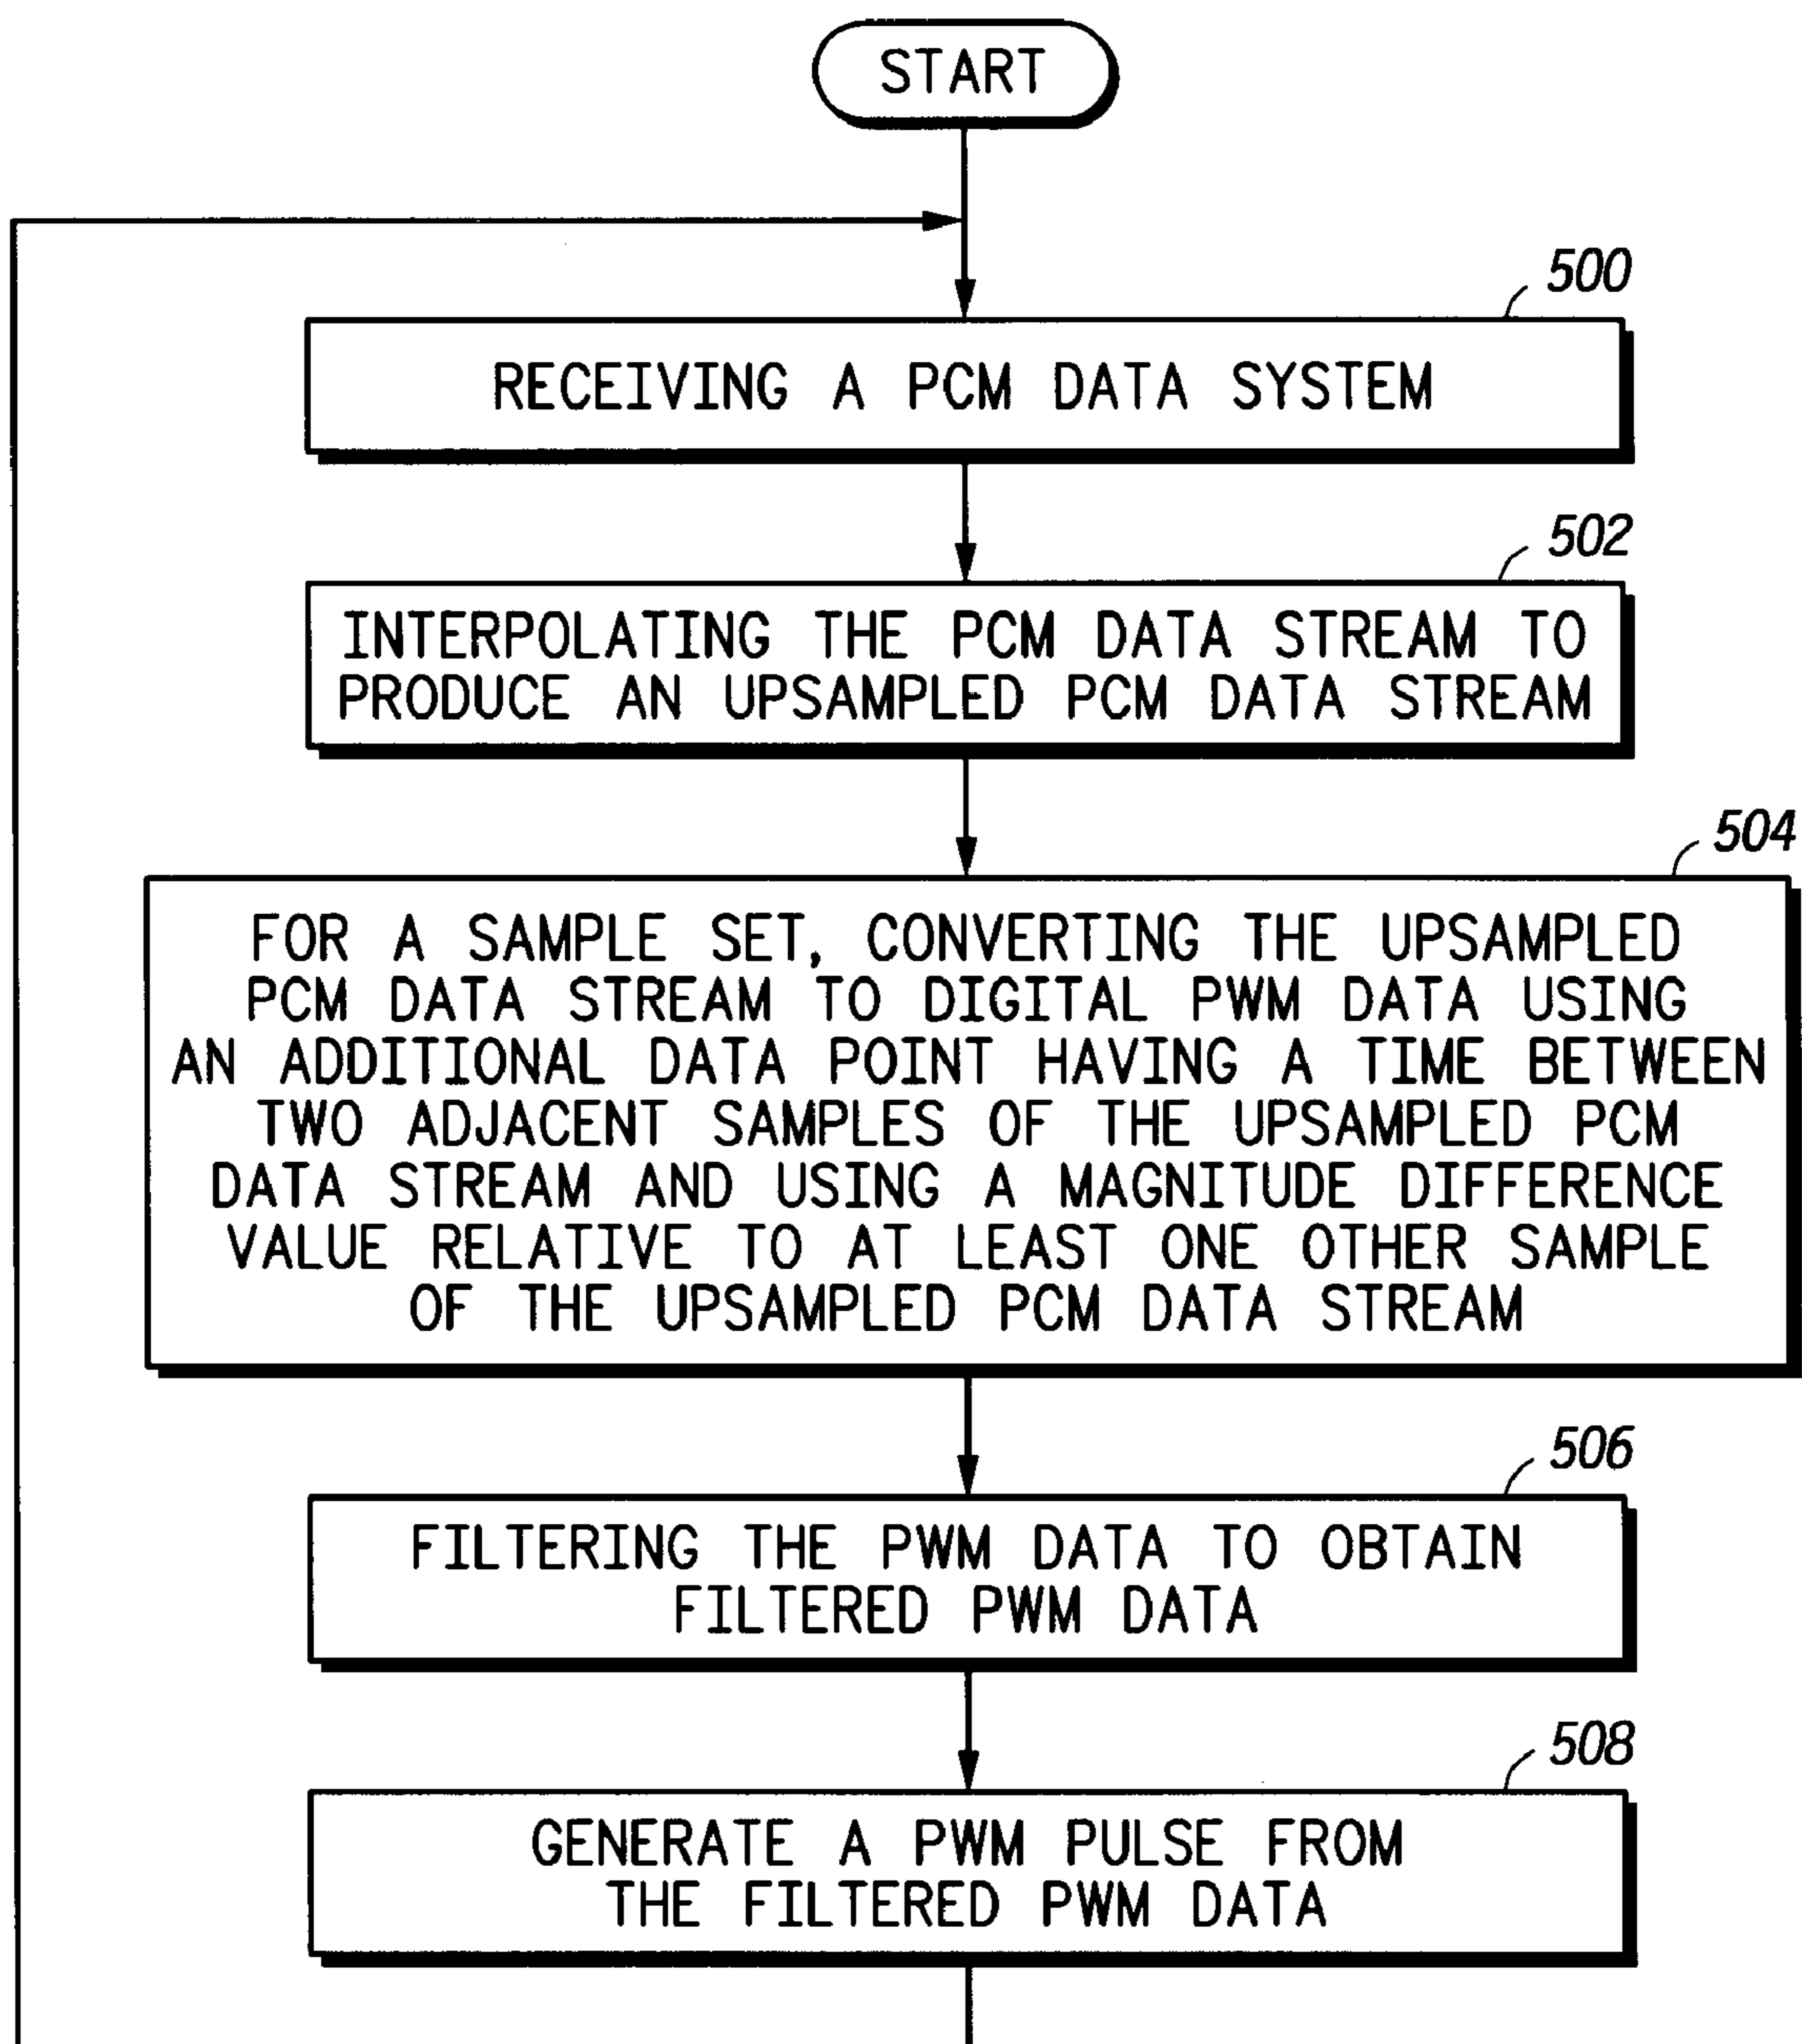 START
500
RECEIVING A PCM DATA SYSTEM
502
INTERPOLATING THE PCM DATA STREAM TO
PRODUCE AN UPSAMPLED PCM DATA STREAM
504
FOR A SAMPLE SET, CONVERTING THE UPSAMPLED
PCM DATA STREAM TO DIGITAL PWM DATA USING
AN ADDITIONAL DATA POINT HAVING A TIME BETWEEN
TWO ADJACENT SAMPLES OF THE UPSAMPLED PCM
DATA STREAM AND USING A MAGNITUDE DIFFERENCE
VALUE RELATIVE TO AT LEAST ONE OTHER SAMPLE
OF THE UPSAMPLED PCM DATA STREAM
506
FILTERING THE PWM DATA TO OBTAIN
FILTERED PWM DATA
508
GENERATE A PWM PULSE FROM
THE FILTERED PWM DATA